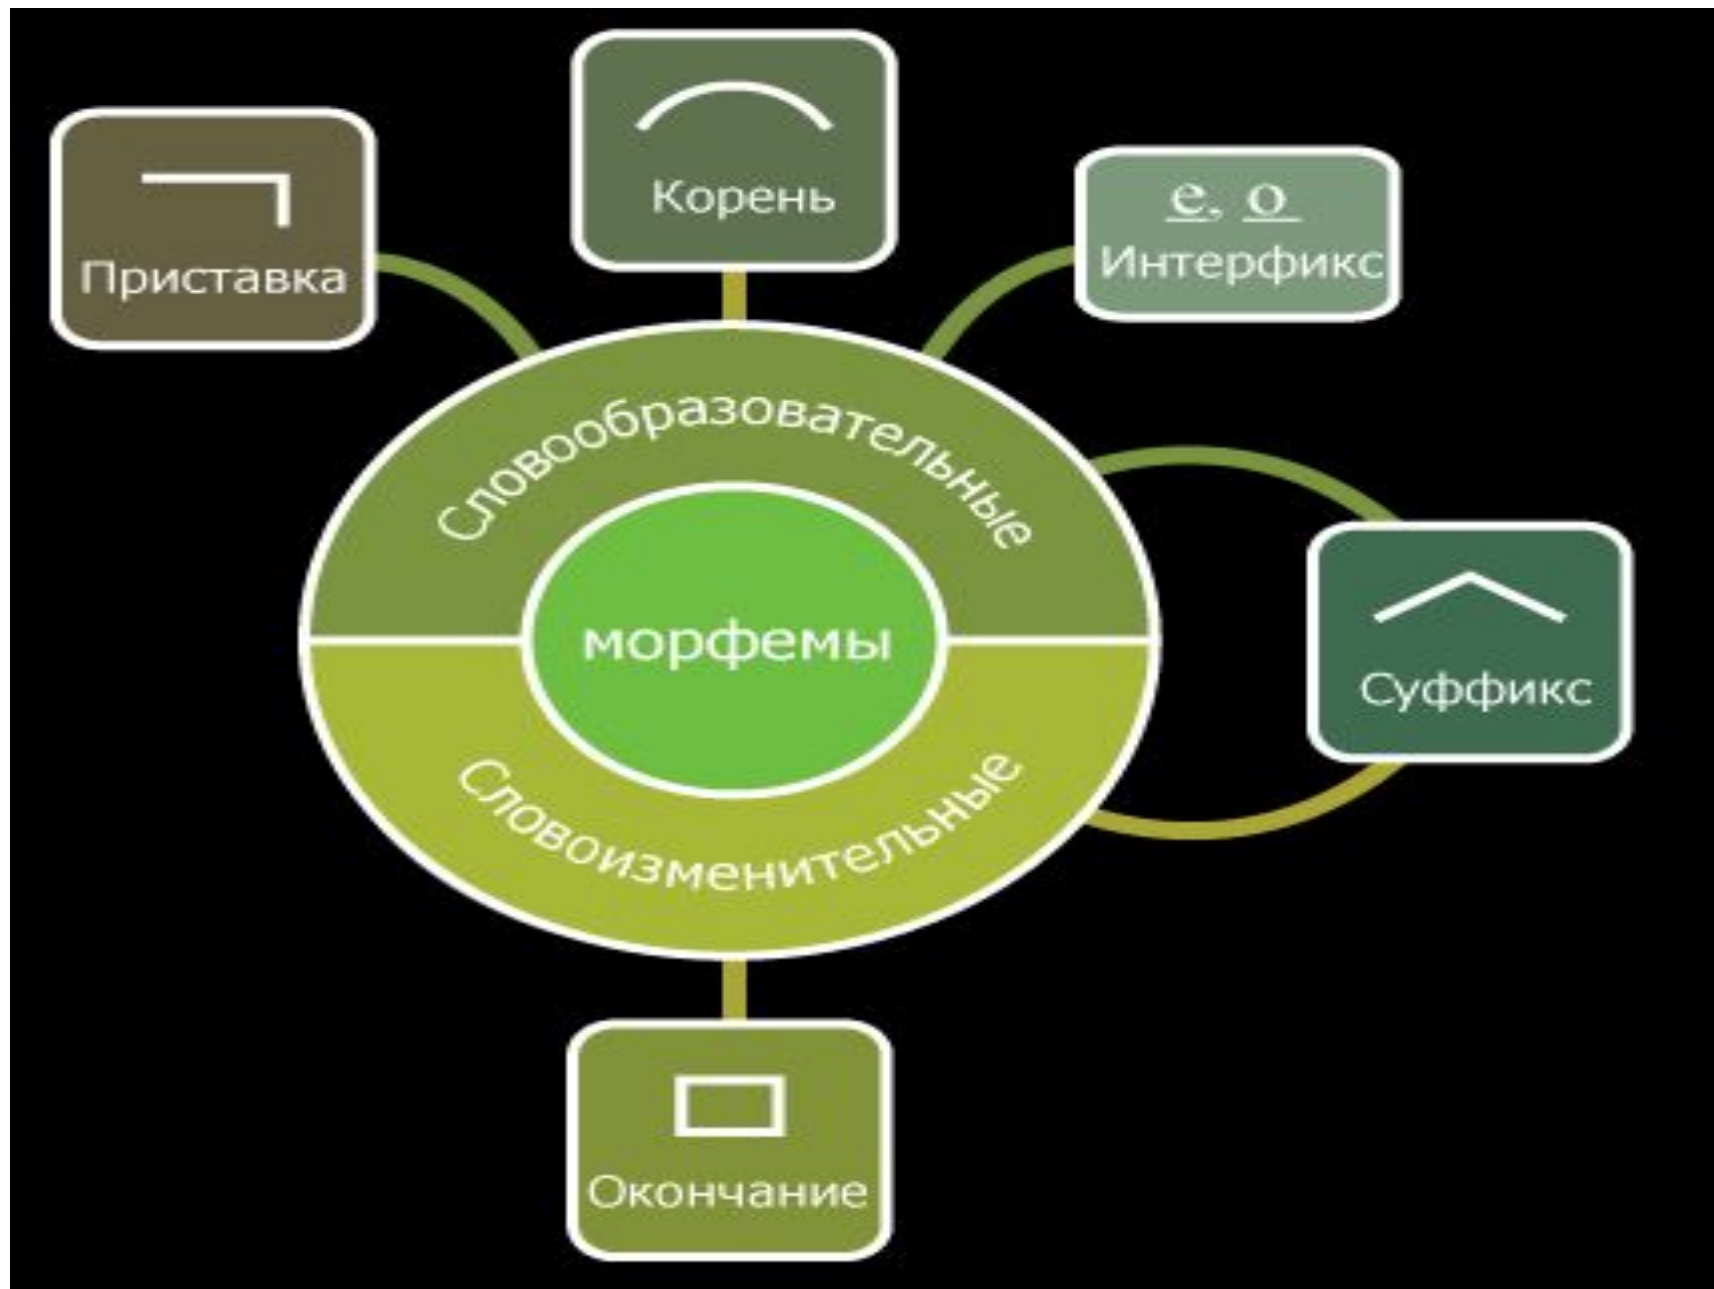 Корень
Приставка
е, о
Интерфикс
Словообразовательные
морфемы
Суффикс
Словоизменительные
Окончание